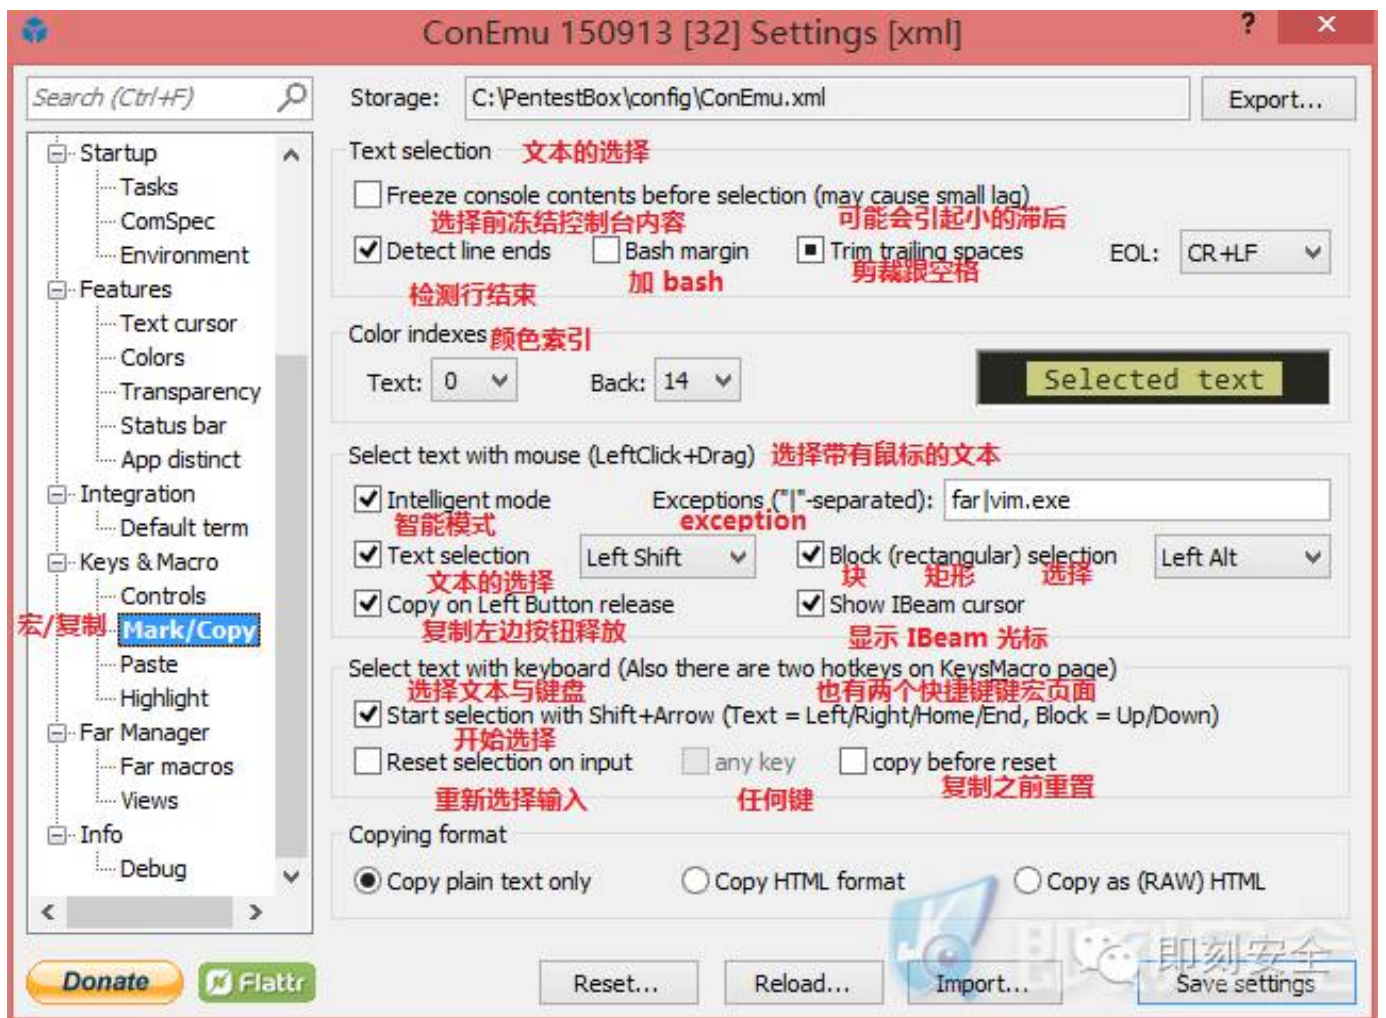 ConEmu 150913 [32] Settings [xml]
? ×
Search (Ctrl+F)
Storage: C:\PentestBox\config\ConEmu.xml Export...
Startup
Tasks
ComSpec
Environment
Features
Text cursor
Colors
Transparency
Status bar
App distinct
Integration
Default term
Keys & Macro
Controls
宏/复制 Mark/Copy
Paste
Highlight
Far Manager
Far macros
Views
Info
Debug
Text selection 文本的选择
Freeze console contents before selection (may cause small lag)
选择前冻结控制台内容 可能会引起小的滞后
Detect line ends Bash margin Trim trailing spaces EOL: CR+LF
检测行结束 加 bash 剪裁跟空格
Color indexes 颜色索引
Text: 0 Back: 14 Selected text
Select text with mouse (LeftClick+Drag) 选择带有鼠标的文本
Intelligent mode Exceptions ("|"-separated): far|vim.exe
智能模式 exception
Text selection Left Shift Block (rectangular) selection Left Alt
文本的选择 块 矩形 选择
Copy on Left Button release Show IBeam cursor
复制左边按钮释放 显示 IBeam 光标
Select text with keyboard (Also there are two hotkeys on KeysMacro page)
选择文本与键盘 也有两个快捷键键宏页面
Start selection with Shift+Arrow (Text = Left/Right/Home/End, Block = Up/Down)
开始选择
Reset selection on input any key copy before reset
重新选择输入 任何键 复制之前重置
Copying format
Copy plain text only Copy HTML format Copy as (RAW) HTML
即刻安全
Donate Flattr Reset... Reload... Import... Save settings